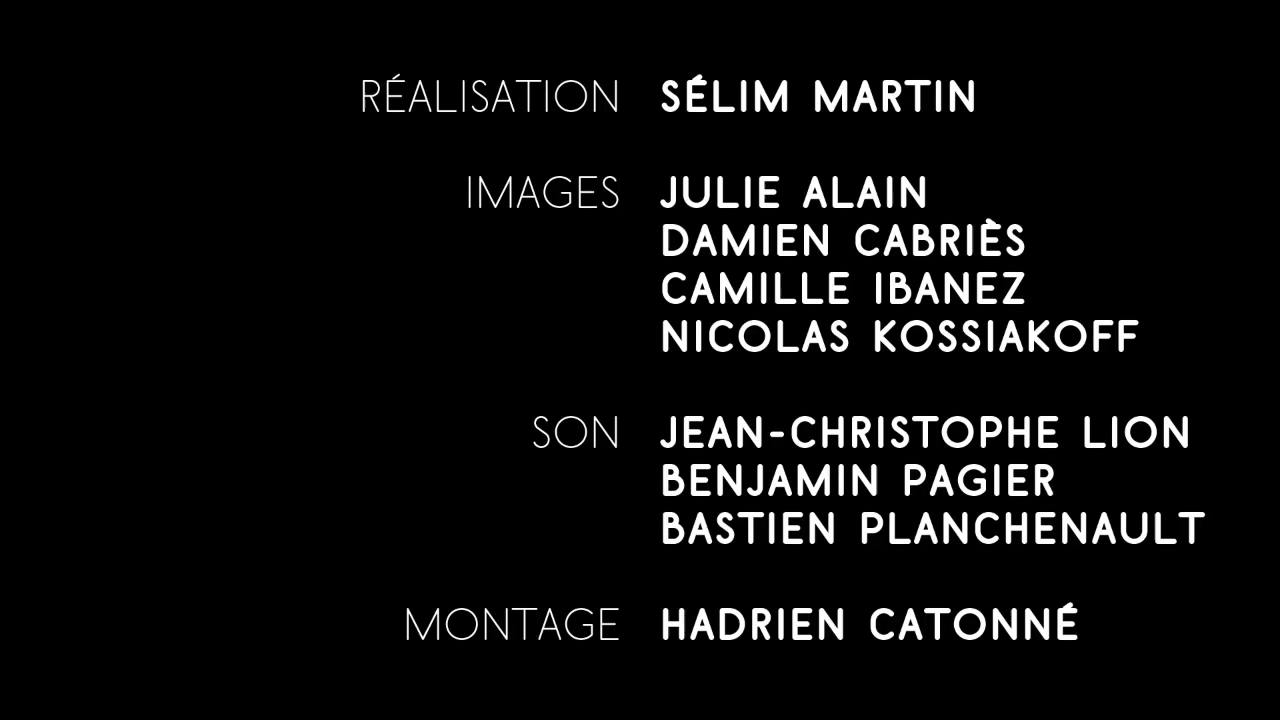 RÉALISATION SÉLIM MARTIN
IMAGES JULIE ALAIN
DAMIEN CABRIÈS
CAMILLE IBANEZ
NICOLAS KOSSIAKOFF
SON JEAN-CHRISTOPHE LION
BENJAMIN PAGIER
BASTIEN PLANCHENAULT
MONTAGE HADRIEN CATONNÉ